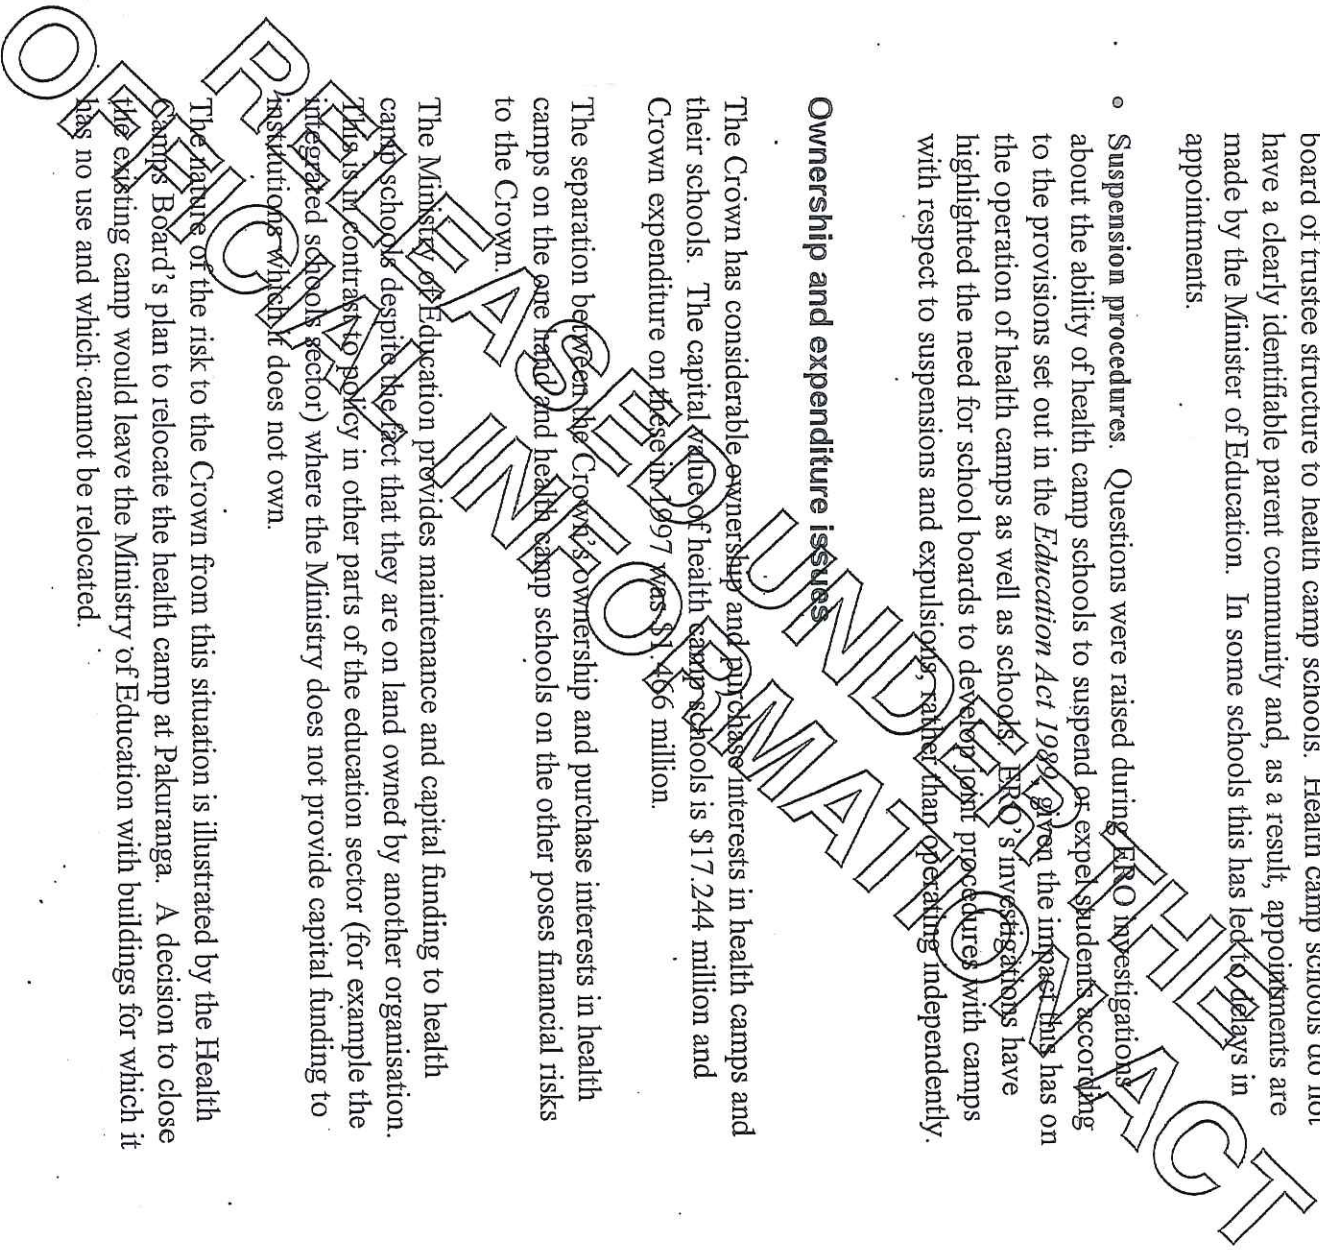 board of trustee structure to health camp schools. Health camp schools do not
have a clearly identifiable parent community and, as a result, appointments are
made by the Minister of Education. In some schools this has led to delays in
appointments.
• Suspension procedures. Questions were raised during ERO investigations
about the ability of health camp schools to suspend or expel students according
to the provisions set out in the Education Act 1989, given the impact this has on
the operation of health camps as well as schools. ERO's investigations have
highlighted the need for school boards to develop joint procedures with camps
with respect to suspensions and expulsions, rather than operating independently.
Ownership and expenditure issues
The Crown has considerable ownership and purchase interests in health camps and
their schools. The capital value of health camp schools is $17.244 million and
Crown expenditure on these in 1997 was $1.466 million.
The separation between the Crown's ownership and purchase interests in health
camps on the one hand and health camp schools on the other poses financial risks
to the Crown.
The Ministry of Education provides maintenance and capital funding to health
camp schools despite the fact that they are on land owned by another organisation.
This is in contrast to policy in other parts of the education sector (for example the
integrated schools sector) where the Ministry does not provide capital funding to
institutions which it does not own.
The nature of the risk to the Crown from this situation is illustrated by the Health
Camps Board's plan to relocate the health camp at Pakuranga. A decision to close
the existing camp would leave the Ministry of Education with buildings for which it
has no use and which cannot be relocated.
RELEASED UNDER THE
OFFICIAL INFORMATION ACT